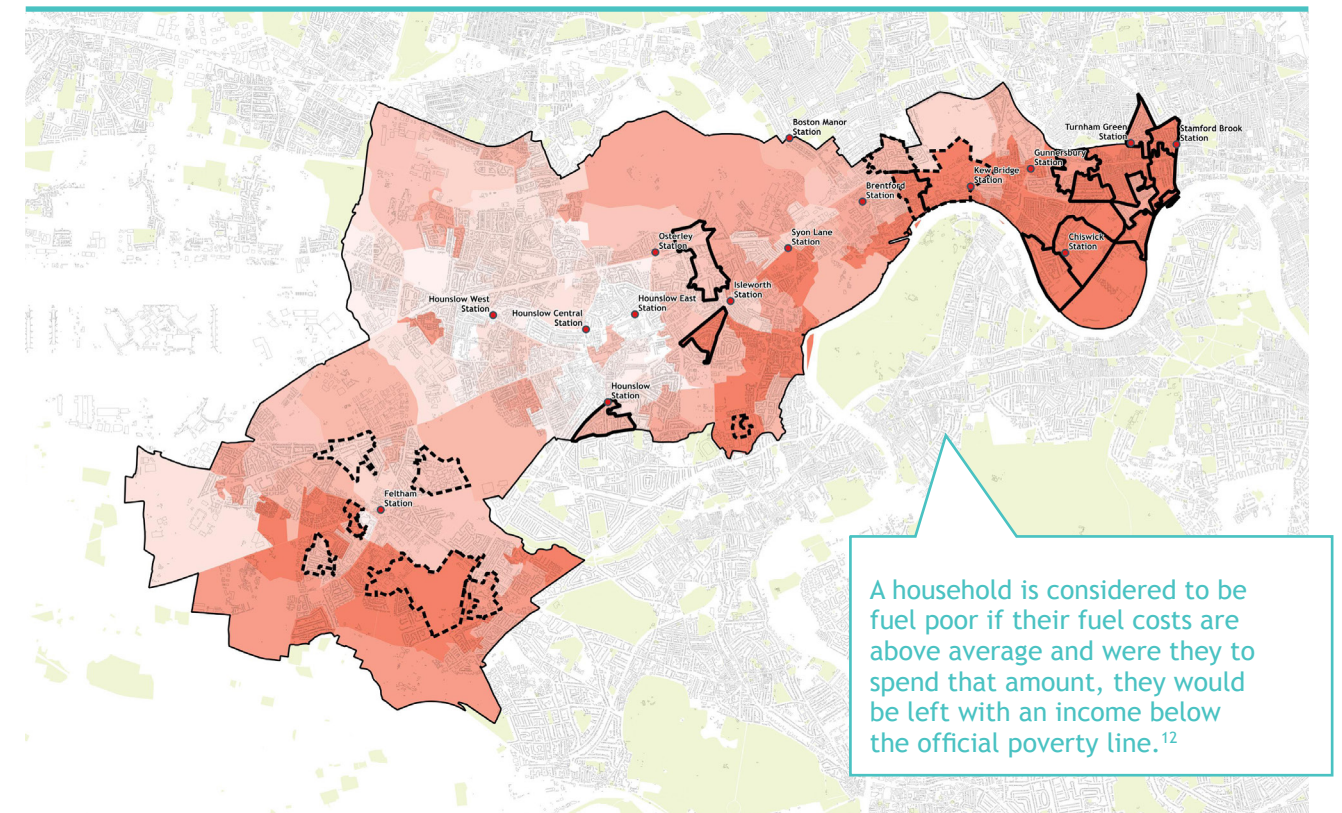 Boston Manor
Station
Turnham Green
Station
Stamford Brook
Station
Gunnersbury
Station
Kew Bridge
Station
Brentford
Station
Chiswick
Station
Osterley
Station
Syon Lane
Station
Isleworth
Station
Hounslow West
Station
Hounslow Central
Station
Hounslow East
Station
Hounslow
Station
Feltham
Station
A household is considered to be
fuel poor if their fuel costs are
above average and were they to
spend that amount, they would
be left with an income below
the official poverty line.12